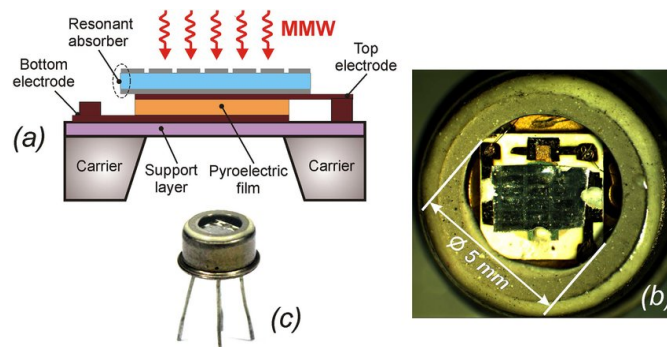 Resonant
absorber
MMW
Top
electrode
Bottom
electrode
(a)
Carrier
Support
layer
Pyroelectric
film
Carrier
(c)
Ø 5 mm
(b)